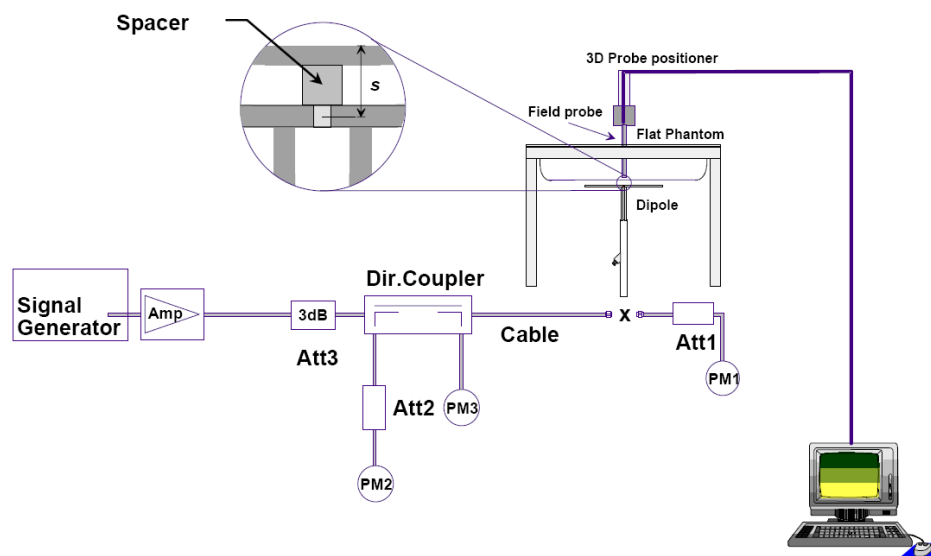 Spacer
s
3D Probe positioner
Field probe
Flat Phantom
Dipole
Signal
Generator
Amp
3dB
Att3
Dir.Coupler
Cable
x
Att1
PM1
Att2
PM3
PM2